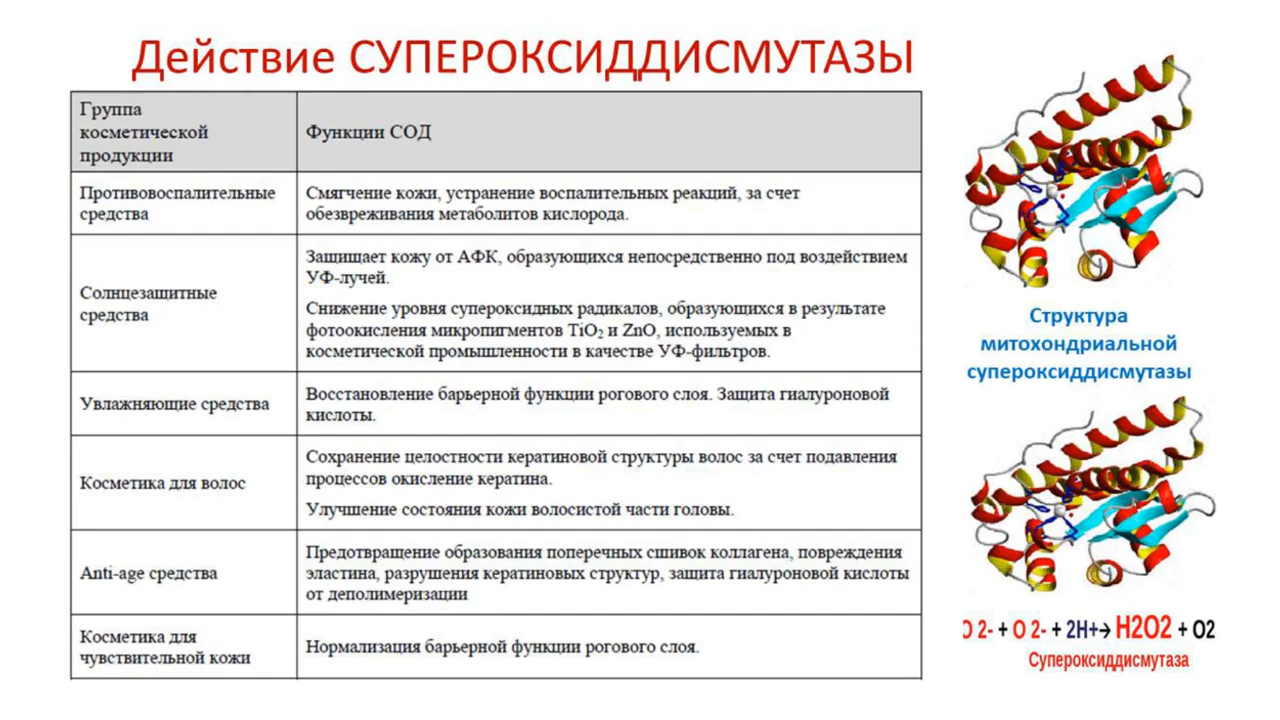 Действие СУПЕРОКСИДДИСМУТАЗЫ
Группа
косметической
продукции
Функции СОД
Противовоспалительные
средства
Смягчение кожи, устранение воспалительных реакций, за счет
обезвреживания метаболитов кислорода.
Солнцезащитные
средства
Защищает кожу от АФК, образующихся непосредственно под воздействием
УФ-лучей.
Снижение уровня супероксидных радикалов, образующихся в результате
фотоокисления микропигментов TiO₂ и ZnO, используемых в
косметической промышленности в качестве УФ-фильтров.
Увлажняющие средства
Восстановление барьерной функции рогового слоя. Защита гиалуроновой
кислоты.
Косметика для волос
Сохранение целостности кератиновой структуры волос за счет подавления
процессов окисление кератина.
Улучшение состояния кожи волосистой части головы.
Anti-age средства
Предотвращение образования поперечных сшивок коллагена, повреждения
эластина, разрушения кератиновых структур, защита гиалуроновой кислоты
от деполимеризации
Косметика для
чувствительной кожи
Нормализация барьерной функции рогового слоя.
Структура
митохондриальной
супероксиддисмутазы
O 2- + O 2- + 2H+→ H2O2 + O2
Супероксиддисмутаза